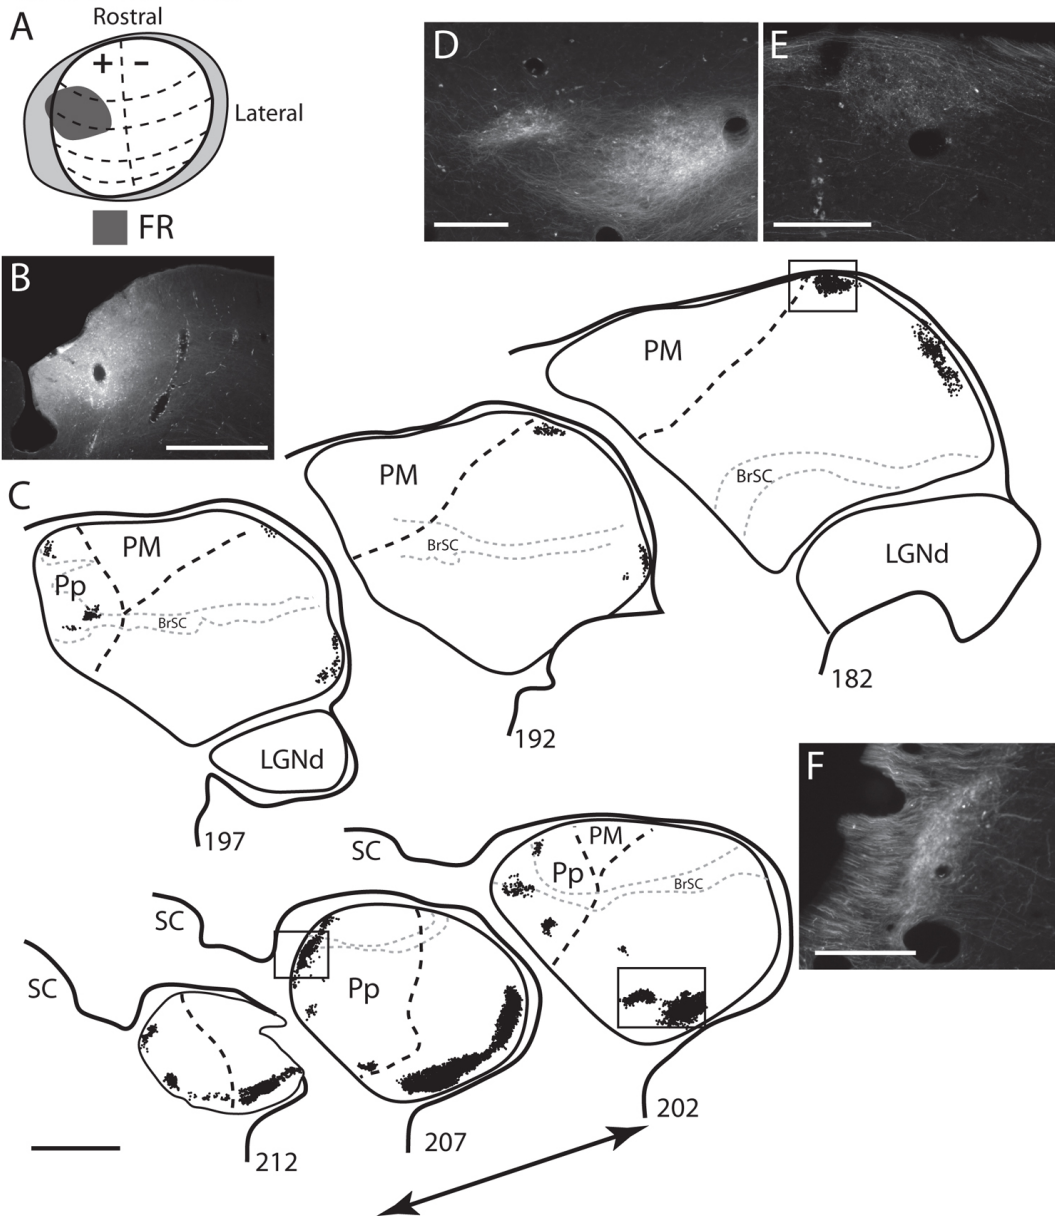 A
Rostral
+ -
Lateral
FR
B
D
E
C
PM
BrSC
LGNd
182
PM
BrSC
192
PM
Pp
BrSC
LGNd
197
F
SC
PM
Pp
BrSC
202
SC
Pp
207
SC
212